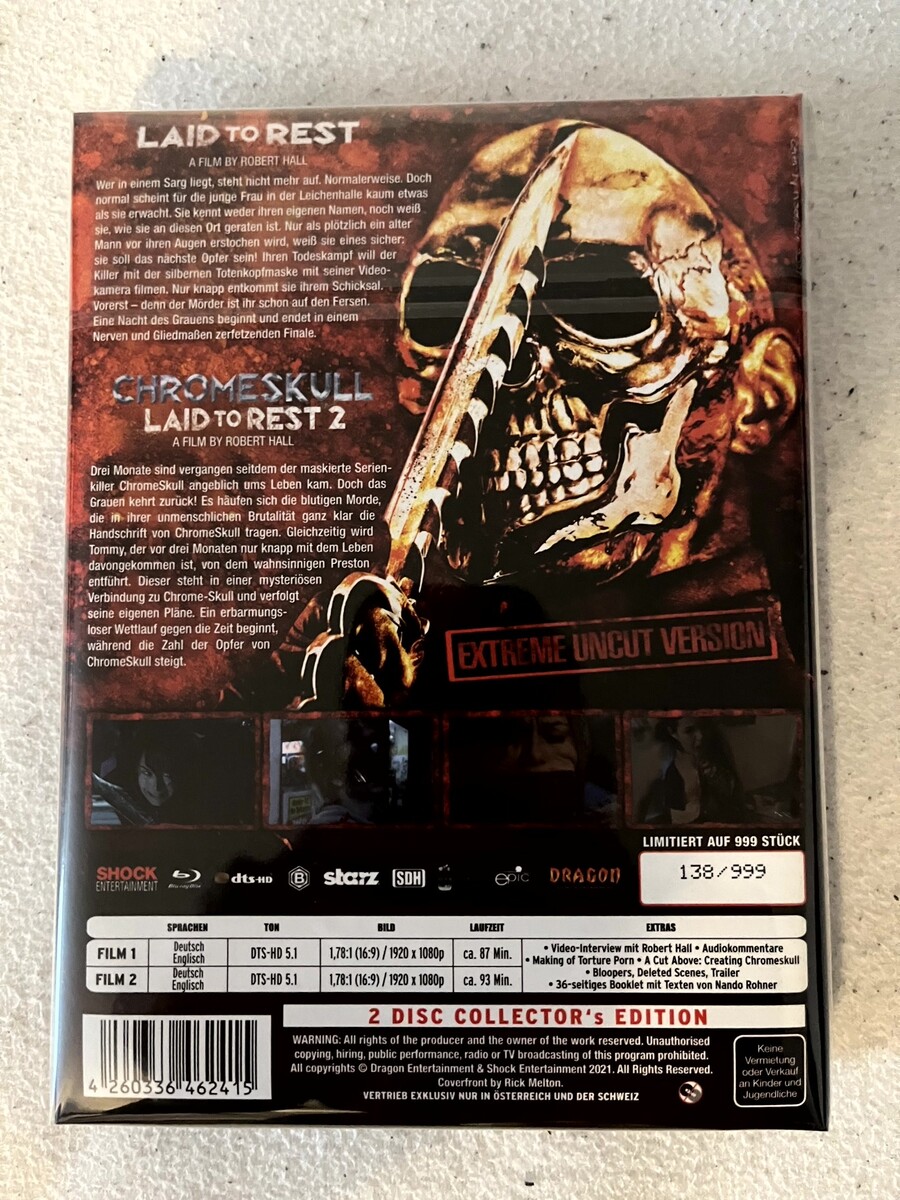 LAID TO REST
A FILM BY ROBERT HALL
Wer in einem Sarg liegt, steht nicht mehr auf. Normalerweise. Doch
normal scheint für die junge Frau in der Leichenhalle kaum etwas
als sie erwacht. Sie kennt weder ihren eigenen Namen, noch weiß
sie, wie sie an diesen Ort geraten ist. Nur als plötzlich ein alter
Mann vor ihren Augen erstochen wird, weiß sie eines sicher:
sie soll das nächste Opfer sein! Ihren Todeskampf will der
Killer mit der silbernen Totenkopfmaske mit seiner Video-
kamera filmen. Nur knapp entkommt sie ihrem Schicksal.
Vorerst – denn der Mörder ist ihr schon auf den Fersen.
Eine Nacht des Grauens beginnt und endet in einem
Nerven und Gliedmaßen zerfetzenden Finale.
CHROMESKULL
LAID TO REST 2
A FILM BY ROBERT HALL
Drei Monate sind vergangen seitdem der maskierte Serien-
killer ChromeSkull angeblich ums Leben kam. Doch das
Grauen kehrt zurück! Es häufen sich die blutigen Morde,
die in ihrer unmenschlichen Brutalität ganz klar die
Handschrift von ChromeSkull tragen. Gleichzeitig wird
Tommy, der vor drei Monaten nur knapp mit dem Leben
davongekommen ist, von dem wahnsinnigen Preston
entführt. Dieser steht in einer mysteriösen
Verbindung zu Chrome-Skull und verfolgt
seine eigenen Pläne. Ein erbarmungs-
loser Wettlauf gegen die Zeit beginnt,
während die Zahl der Opfer von
ChromeSkull steigt.
EXTREME UNCUT VERSION
LIMITIERT AUF 999 STÜCK
138/999
SHOCK ENTERTAINMENT Blu-ray Disc dts-HD B starz SDH epic DRAGON
SPRACHEN TON BILD LAUFZEIT EXTRAS
FILM 1 Deutsch Englisch DTS-HD 5.1 1,78:1 (16:9) / 1920 x 1080p ca. 87 Min.
FILM 2 Deutsch Englisch DTS-HD 5.1 1,78:1 (16:9) / 1920 x 1080p ca. 93 Min.
• Video-Interview mit Robert Hall • Audiokommentare
• Making of Torture Porn • A Cut Above: Creating Chromeskull
• Bloopers, Deleted Scenes, Trailer
• 36-seitiges Booklet mit Texten von Nando Rohner
2 DISC COLLECTOR's EDITION
WARNING: All rights of the producer and the owner of the work reserved. Unauthorised
copying, hiring, public performance, radio or TV broadcasting of this program prohibited.
All copyrights © Dragon Entertainment & Shock Entertainment 2021. All Rights Reserved.
Coverfront by Rick Melton.
VERTRIEB EXKLUSIV NUR IN ÖSTERREICH UND DER SCHWEIZ
4 260336 462415
Keine
Vermietung
oder Verkauf
an Kinder und
Jugendliche